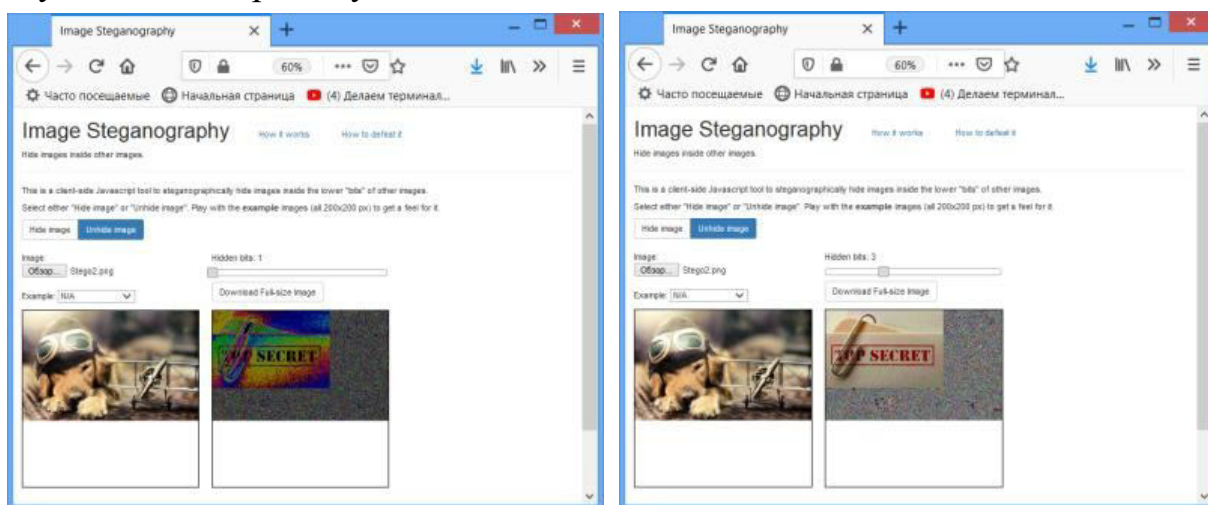 Image Steganography
60%
Часто посещаемые Начальная страница (4) Делаем терминал...
Image Steganography How it works How to defeat it
Hide images inside other images.
This is a client-side Javascript tool to steganographically hide images inside the lower "bits" of other images.
Select either "Hide image" or "Unhide image". Play with the example images (all 200x200 px) to get a feel for it.
Hide image Unhide image
Image: Hidden bits: 1
Обзор... Stego2.png
Example: N/A Download Full-size Image
TOP SECRET
Image Steganography
60%
Часто посещаемые Начальная страница (4) Делаем терминал...
Image Steganography How it works How to defeat it
Hide images inside other images.
This is a client-side Javascript tool to steganographically hide images inside the lower "bits" of other images.
Select either "Hide image" or "Unhide image". Play with the example images (all 200x200 px) to get a feel for it.
Hide image Unhide image
Image: Hidden bits: 3
Обзор... Stego2.png
Example: N/A Download Full-size Image
TOP SECRET